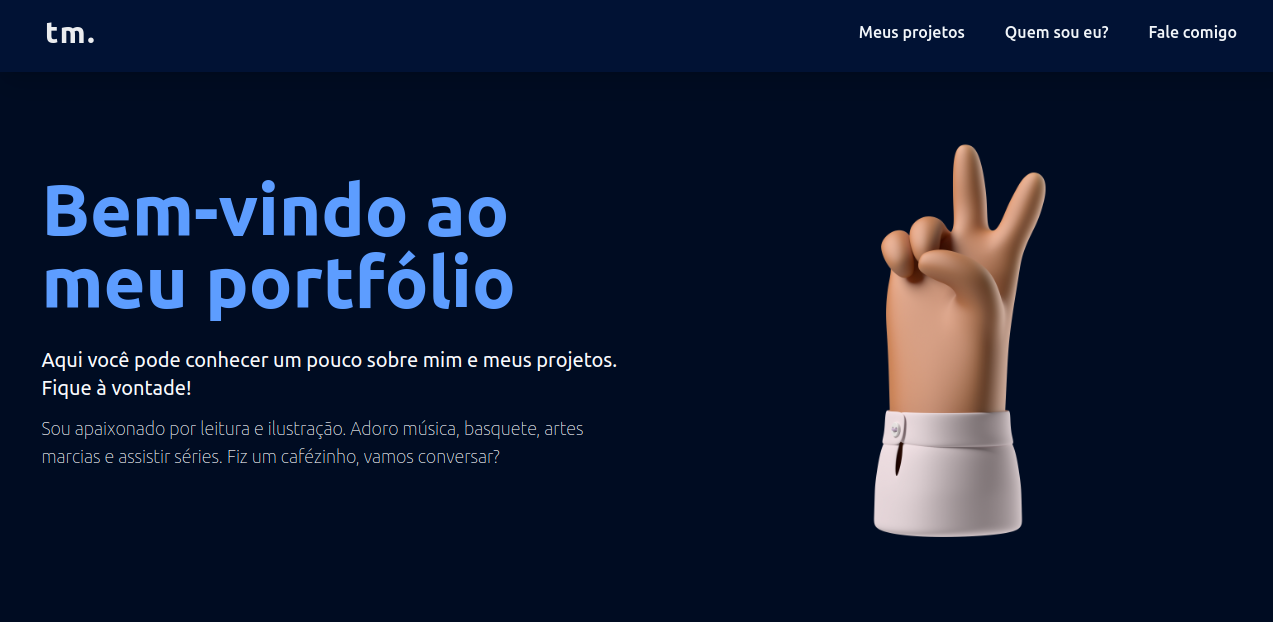 tm.
Meus projetos
Quem sou eu?
Fale comigo
Bem-vindo ao
meu portfólio
Aqui você pode conhecer um pouco sobre mim e meus projetos.
Fique à vontade!
Sou apaixonado por leitura e ilustração. Adoro música, basquete, artes
marcias e assistir séries. Fiz um cafézinho, vamos conversar?